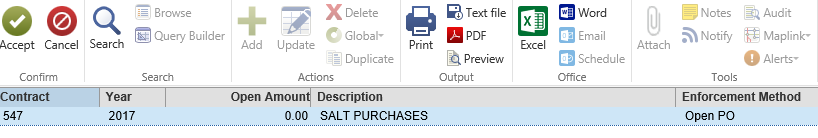 Accept Cancel Search Browse Query Builder Add Update Delete Global Duplicate Print Text file PDF Preview Excel Word Email Schedule Attach Notes Notify Audit Maplink Alerts
Confirm Search Actions Output Office Tools
Contract Year Open Amount Description Enforcement Method
547 2017 0.00 SALT PURCHASES Open PO